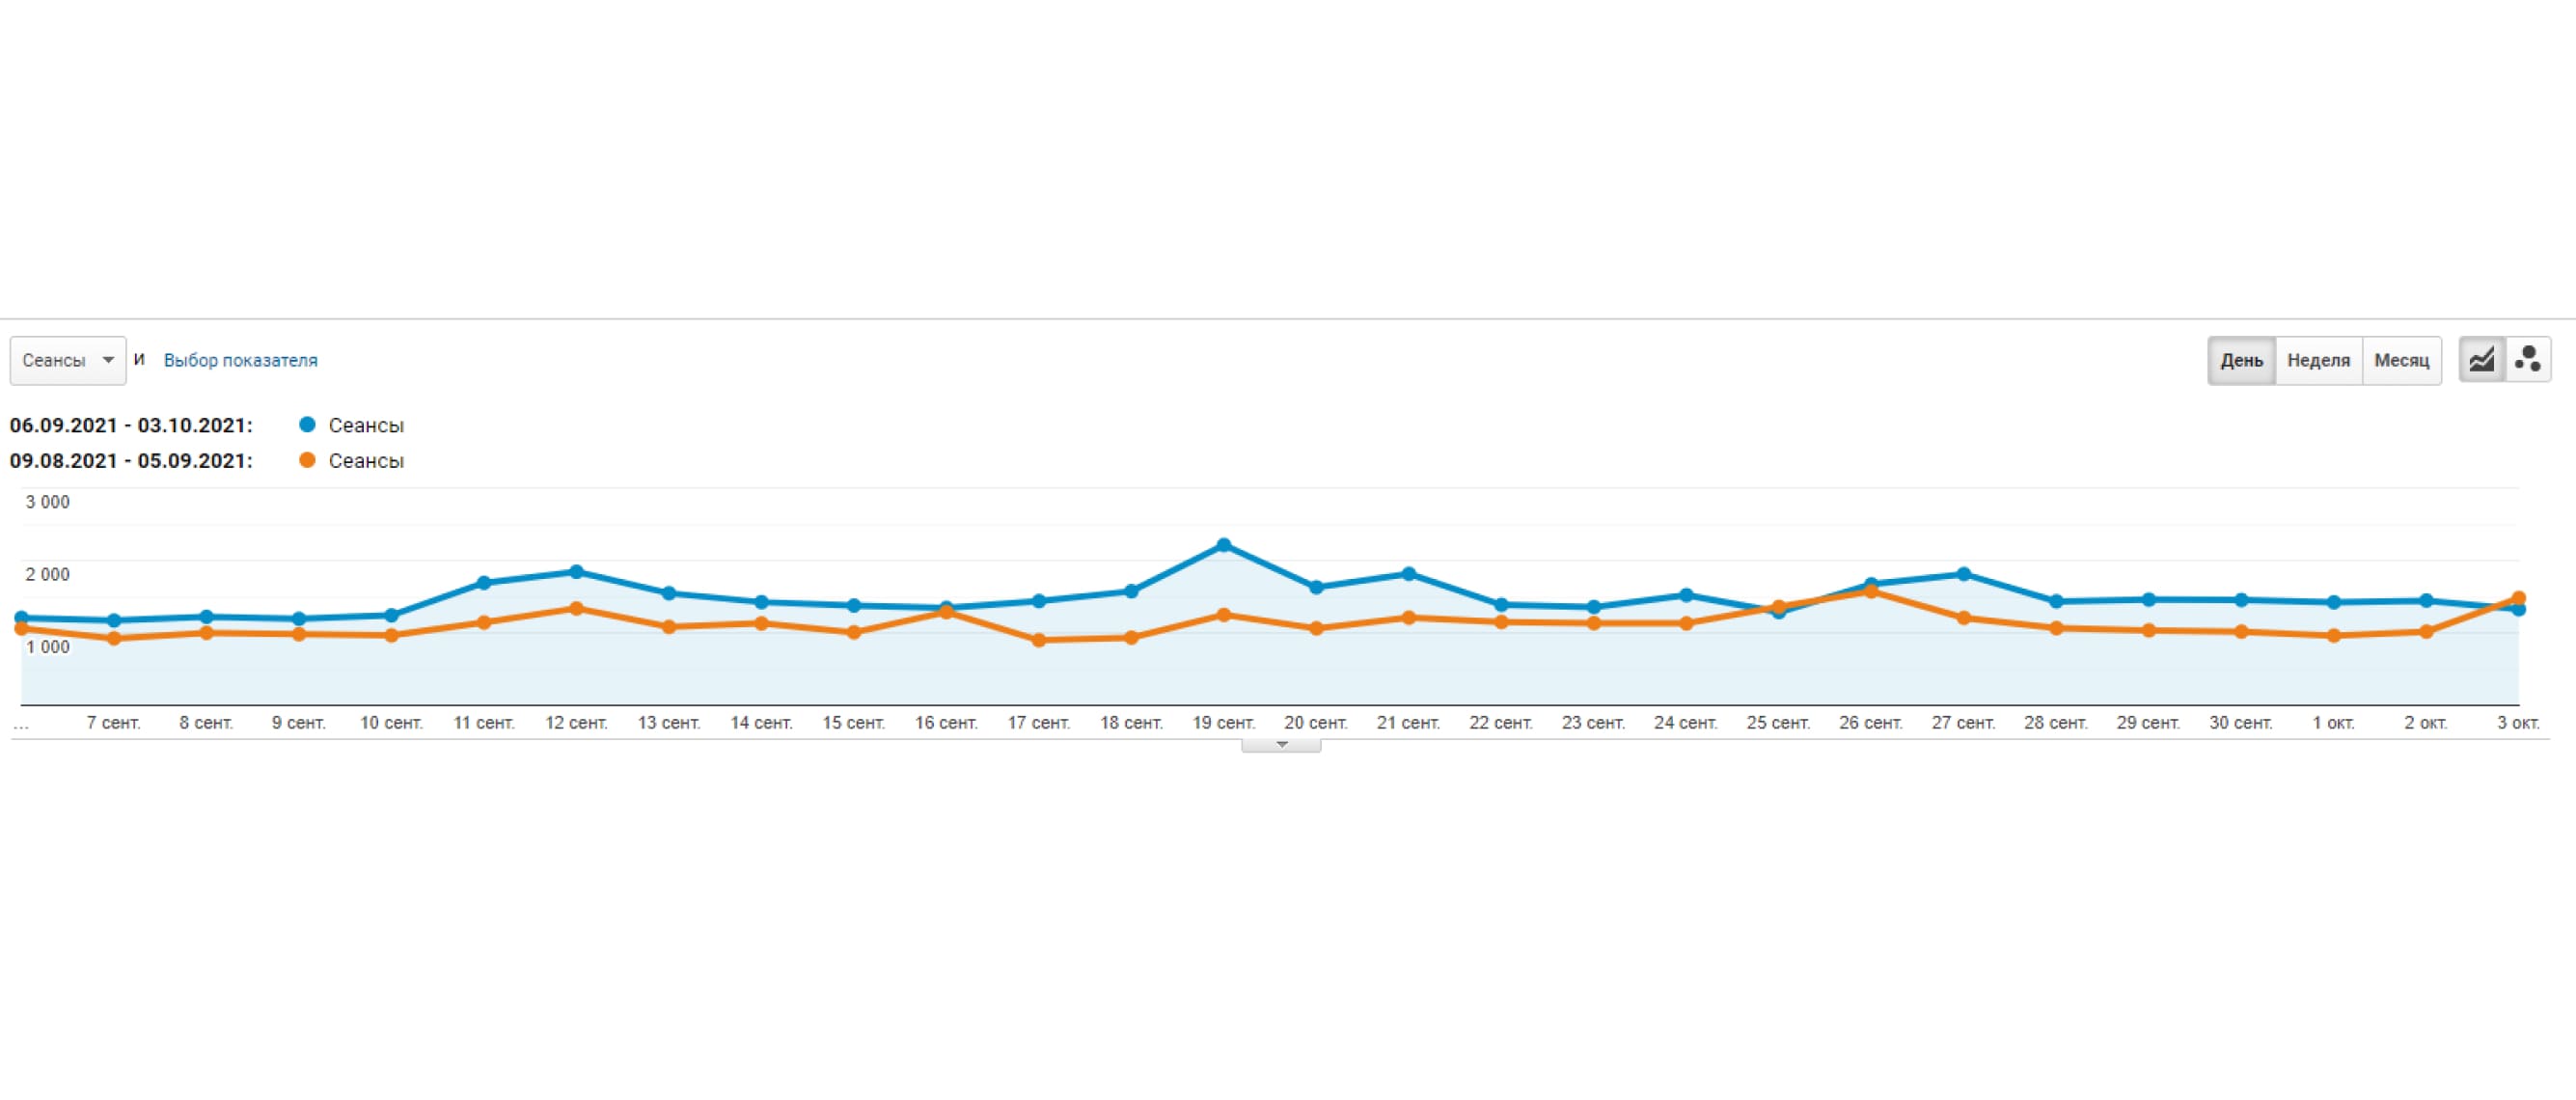 Сеансы и Выбор показателя День Неделя Месяц
06.09.2021 - 03.10.2021: Сеансы
09.08.2021 - 05.09.2021: Сеансы
3 000
2 000
1 000
... 7 сент. 8 сент. 9 сент. 10 сент. 11 сент. 12 сент. 13 сент. 14 сент. 15 сент. 16 сент. 17 сент. 18 сент. 19 сент. 20 сент. 21 сент. 22 сент. 23 сент. 24 сент. 25 сент. 26 сент. 27 сент. 28 сент. 29 сент. 30 сент. 1 окт. 2 окт. 3 окт.